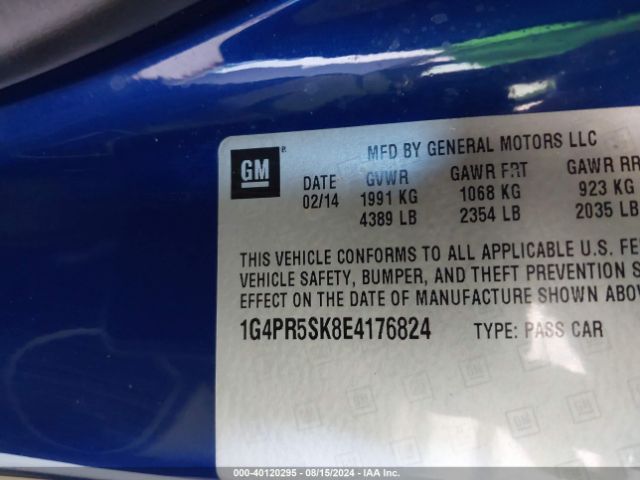 GM
MFD BY GENERAL MOTORS LLC
DATE GVWR GAWR FRT GAWR RR
02/14 1991 KG 1068 KG 923 KG
4389 LB 2354 LB 2035 LB
THIS VEHICLE CONFORMS TO ALL APPLICABLE U.S.
VEHICLE SAFETY, BUMPER, AND THEFT PREVENTION
EFFECT ON THE DATE OF MANUFACTURE SHOWN
1G4PR5SK8E4176824 TYPE: PASS CAR
000-40120295 - 08/15/2024 - IAA Inc.